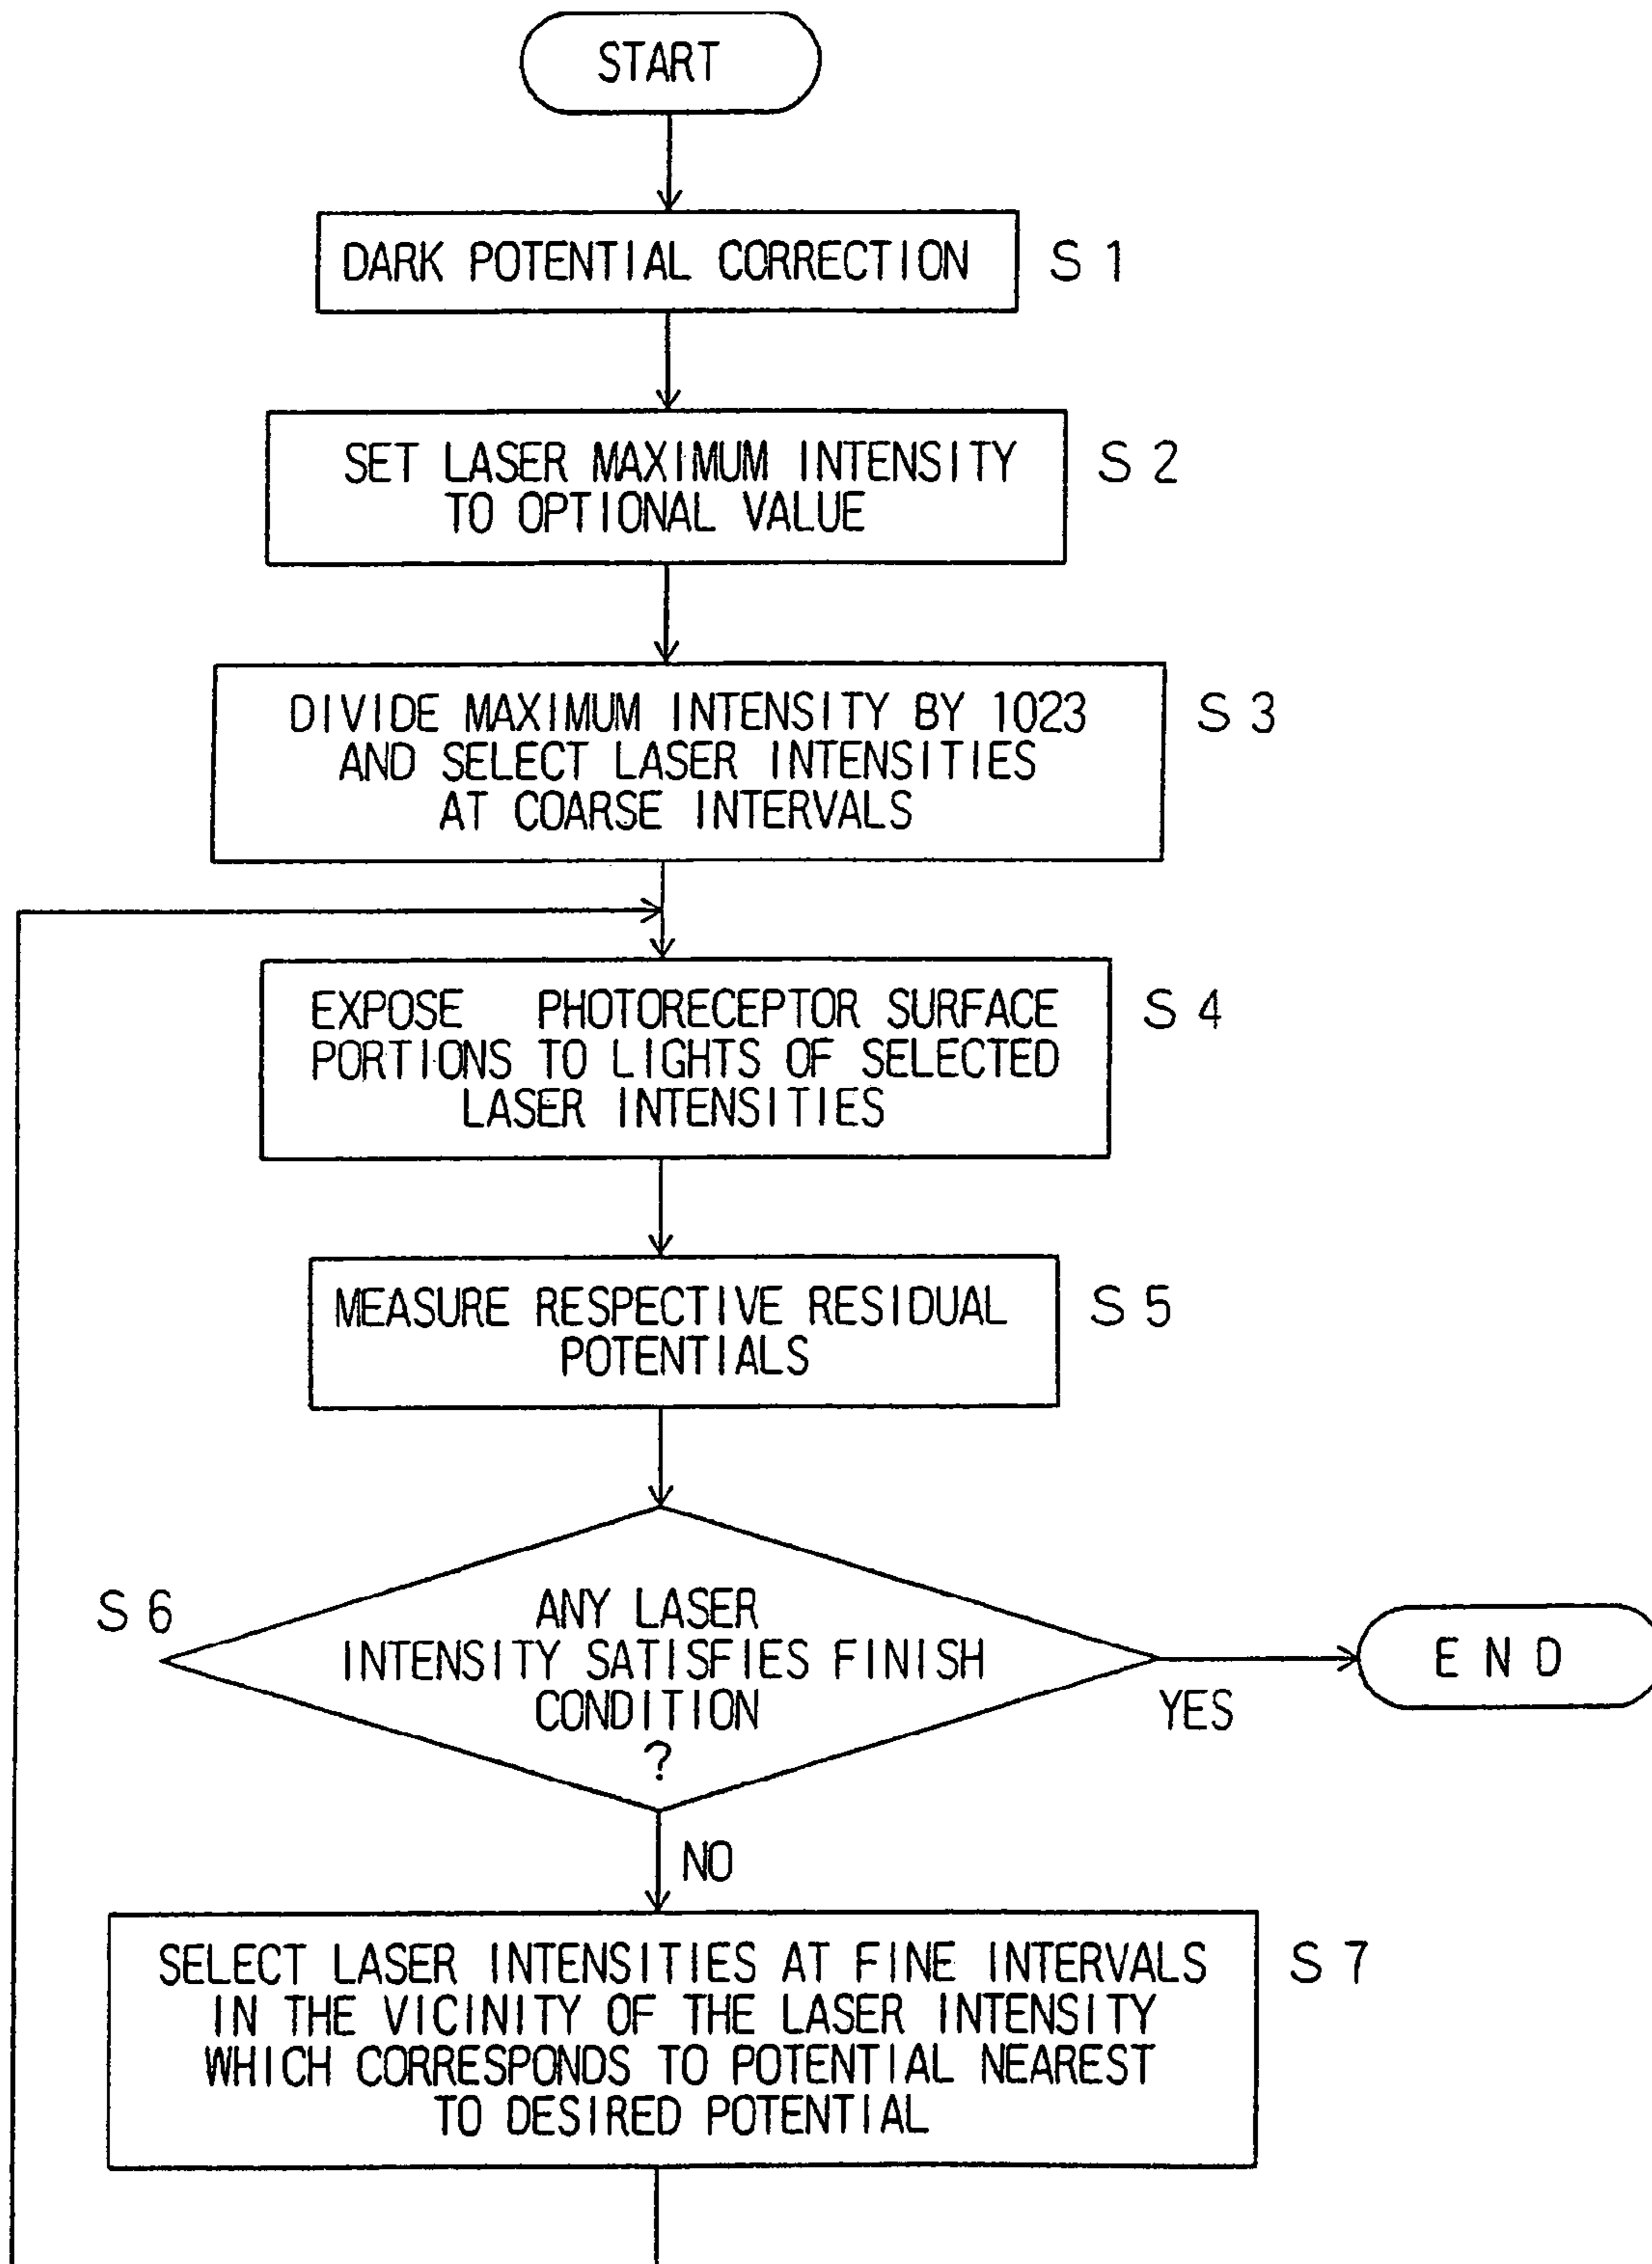 START
DARK POTENTIAL CORRECTION
S 1
SET LASER MAXIMUM INTENSITY
TO OPTIONAL VALUE
S 2
DIVIDE MAXIMUM INTENSITY BY 1023
AND SELECT LASER INTENSITIES
AT COARSE INTERVALS
S 3
EXPOSE PHOTORECEPTOR SURFACE
PORTIONS TO LIGHTS OF SELECTED
LASER INTENSITIES
S 4
MEASURE RESPECTIVE RESIDUAL
POTENTIALS
S 5
S 6
ANY LASER
INTENSITY SATISFIES FINISH
CONDITION
?
YES
END
NO
SELECT LASER INTENSITIES AT FINE INTERVALS
IN THE VICINITY OF THE LASER INTENSITY
WHICH CORRESPONDS TO POTENTIAL NEAREST
TO DESIRED POTENTIAL
S 7